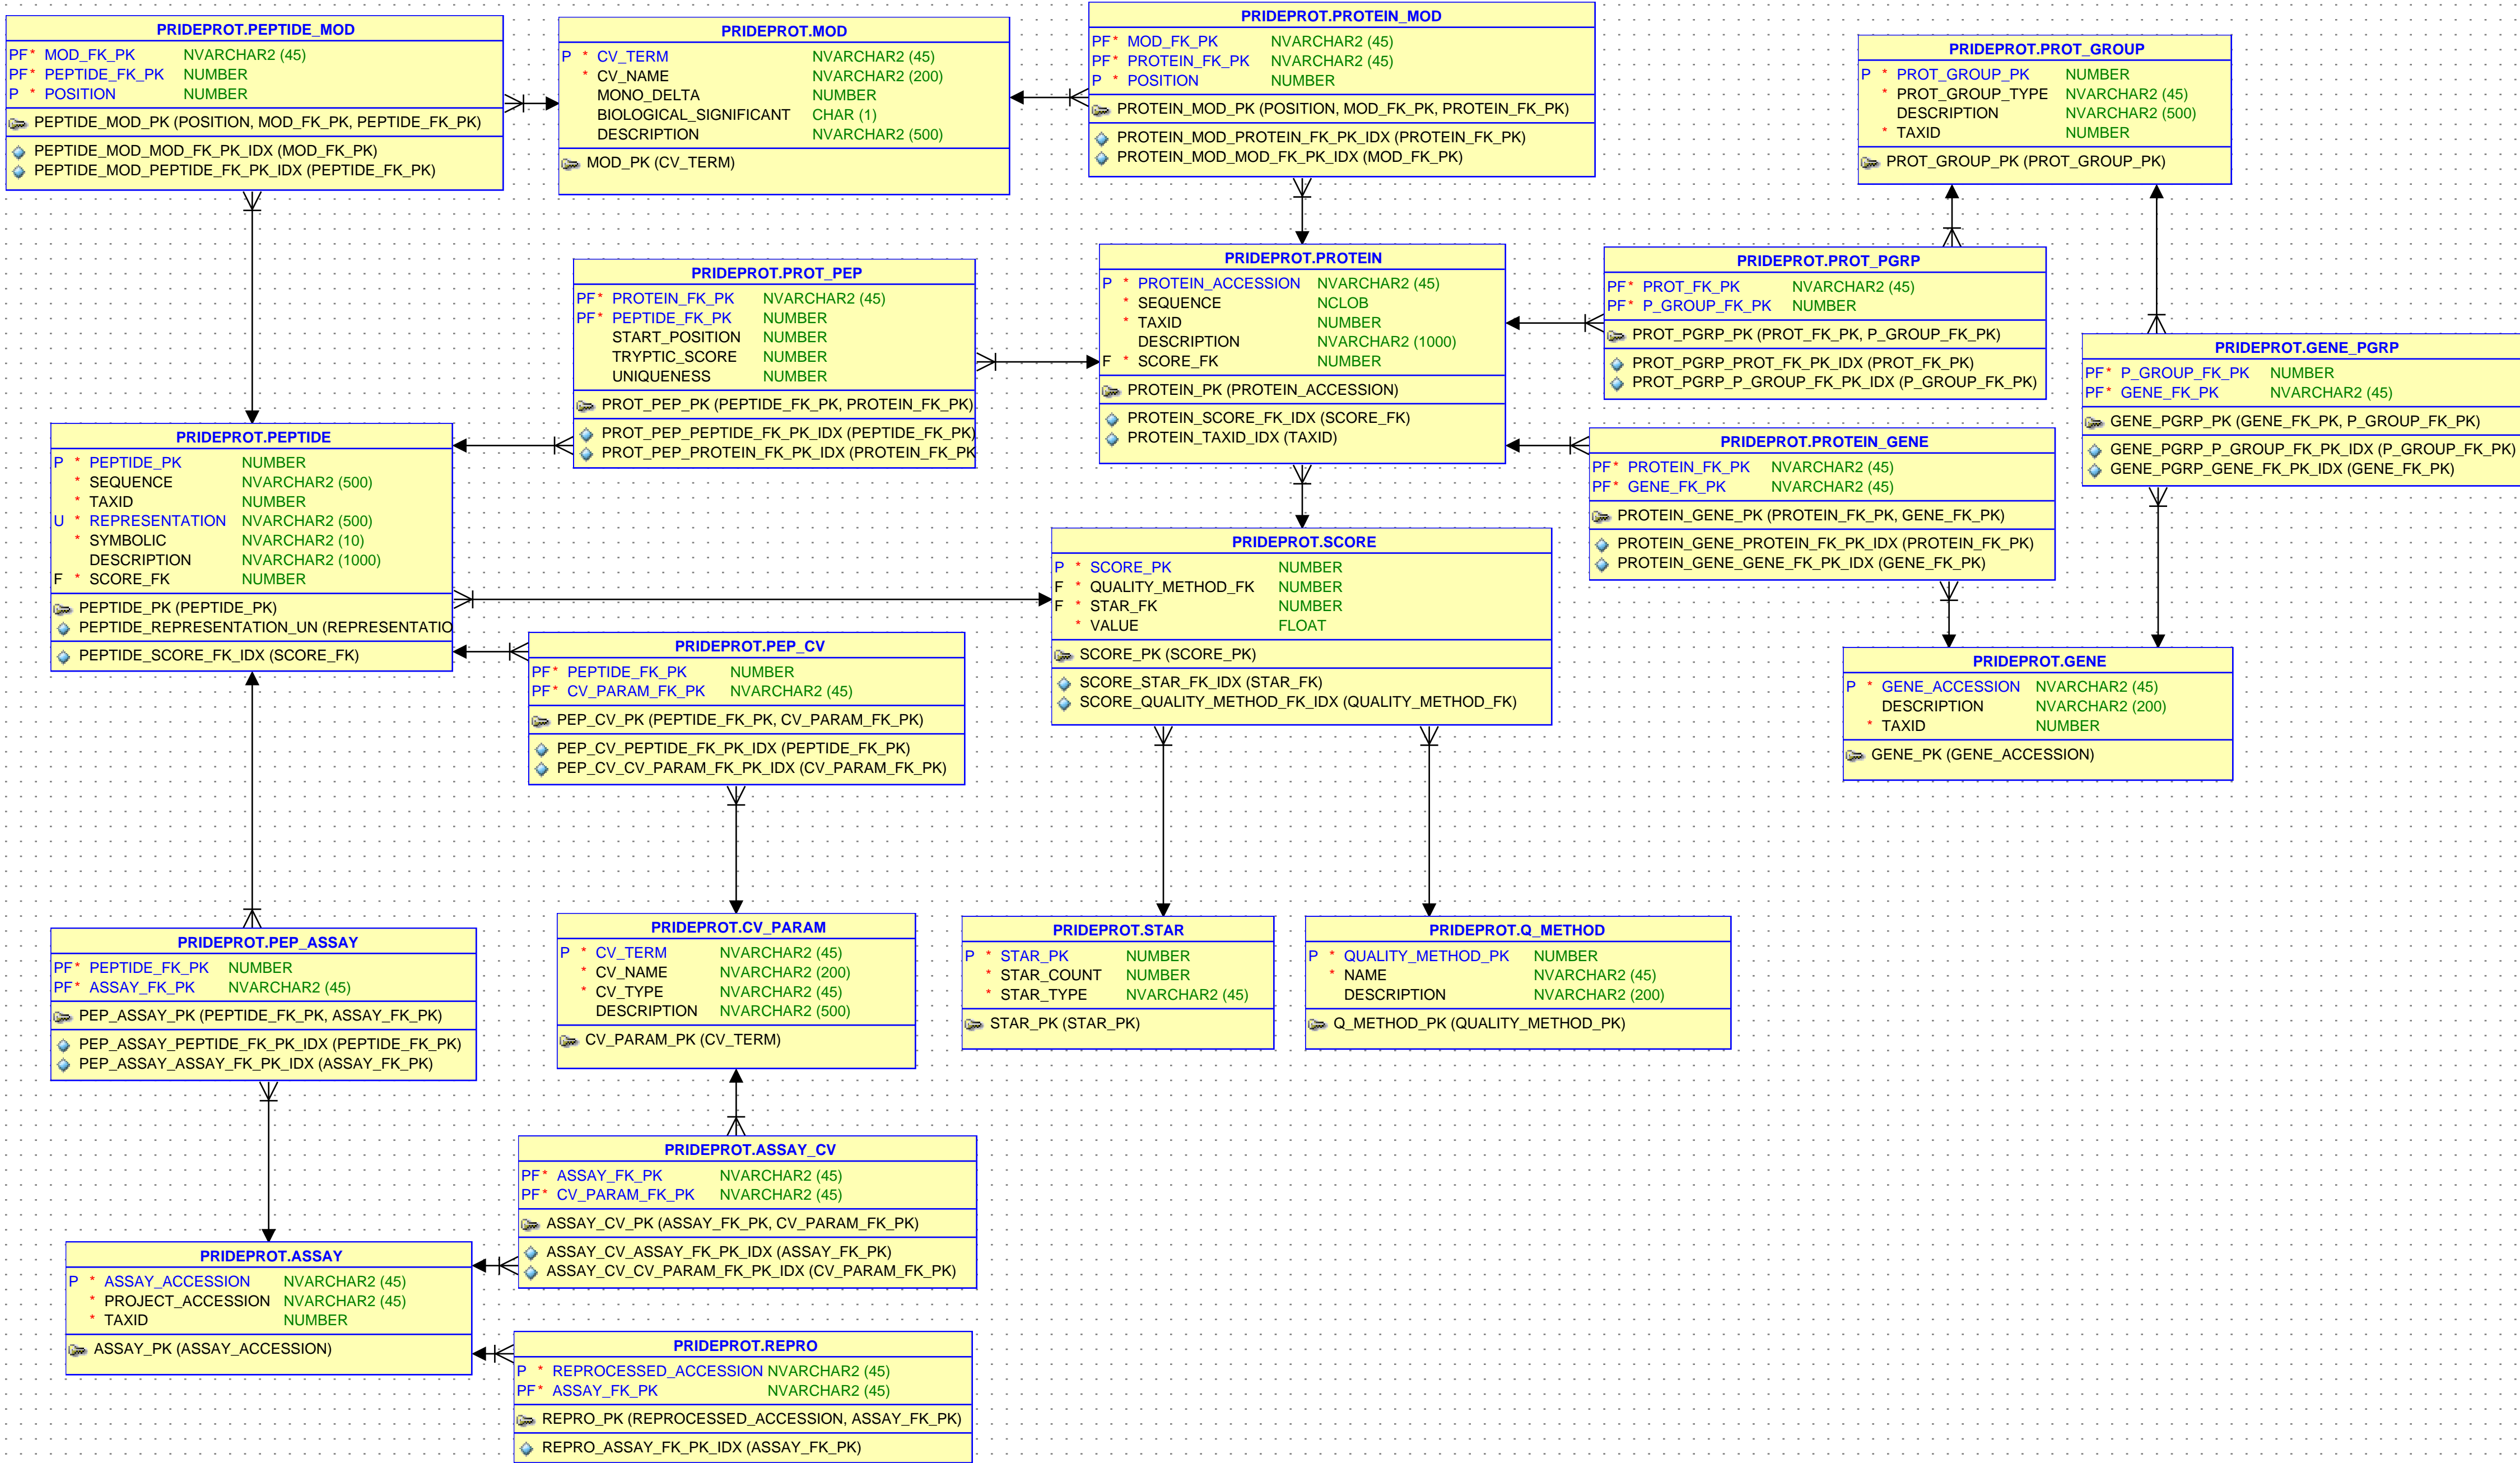 PRIDEPROT.PEPTIDE_MOD
PF* MOD_FK_PK NVARCHAR2 (45)
PF* PEPTIDE_FK_PK NUMBER
P * POSITION NUMBER
PEPTIDE_MOD_PK (POSITION, MOD_FK_PK, PEPTIDE_FK_PK)
PEPTIDE_MOD_MOD_FK_PK_IDX (MOD_FK_PK)
PEPTIDE_MOD_PEPTIDE_FK_PK_IDX (PEPTIDE_FK_PK)
PRIDEPROT.MOD
P * CV_TERM NVARCHAR2 (45)
* CV_NAME NVARCHAR2 (200)
MONO_DELTA NUMBER
BIOLOGICAL_SIGNIFICANT CHAR (1)
DESCRIPTION NVARCHAR2 (500)
MOD_PK (CV_TERM)
PRIDEPROT.PROTEIN_MOD
PF* MOD_FK_PK NVARCHAR2 (45)
PF* PROTEIN_FK_PK NVARCHAR2 (45)
P * POSITION NUMBER
PROTEIN_MOD_PK (POSITION, MOD_FK_PK, PROTEIN_FK_PK)
PROTEIN_MOD_PROTEIN_FK_PK_IDX (PROTEIN_FK_PK)
PROTEIN_MOD_MOD_FK_PK_IDX (MOD_FK_PK)
PRIDEPROT.PROT_GROUP
P * PROT_GROUP_PK NUMBER
* PROT_GROUP_TYPE NVARCHAR2 (45)
DESCRIPTION NVARCHAR2 (500)
* TAXID NUMBER
PROT_GROUP_PK (PROT_GROUP_PK)
PRIDEPROT.PROT_PEP
PF* PROTEIN_FK_PK NVARCHAR2 (45)
PF* PEPTIDE_FK_PK NUMBER
START_POSITION NUMBER
TRYPTIC_SCORE NUMBER
UNIQUENESS NUMBER
PROT_PEP_PK (PEPTIDE_FK_PK, PROTEIN_FK_PK)
PROT_PEP_PEPTIDE_FK_PK_IDX (PEPTIDE_FK_PK)
PROT_PEP_PROTEIN_FK_PK_IDX (PROTEIN_FK_PK
PRIDEPROT.PROTEIN
P * PROTEIN_ACCESSION NVARCHAR2 (45)
* SEQUENCE NCLOB
* TAXID NUMBER
DESCRIPTION NVARCHAR2 (1000)
F * SCORE_FK NUMBER
PROTEIN_PK (PROTEIN_ACCESSION)
PROTEIN_SCORE_FK_IDX (SCORE_FK)
PROTEIN_TAXID_IDX (TAXID)
PRIDEPROT.PROT_PGRP
PF* PROT_FK_PK NVARCHAR2 (45)
PF* P_GROUP_FK_PK NUMBER
PROT_PGRP_PK (PROT_FK_PK, P_GROUP_FK_PK)
PROT_PGRP_PROT_FK_PK_IDX (PROT_FK_PK)
PROT_PGRP_P_GROUP_FK_PK_IDX (P_GROUP_FK_PK)
PRIDEPROT.GENE_PGRP
PF* P_GROUP_FK_PK NUMBER
PF* GENE_FK_PK NVARCHAR2 (45)
GENE_PGRP_PK (GENE_FK_PK, P_GROUP_FK_PK)
GENE_PGRP_P_GROUP_FK_PK_IDX (P_GROUP_FK_PK)
GENE_PGRP_GENE_FK_PK_IDX (GENE_FK_PK)
PRIDEPROT.PEPTIDE
P * PEPTIDE_PK NUMBER
* SEQUENCE NVARCHAR2 (500)
* TAXID NUMBER
U * REPRESENTATION NVARCHAR2 (500)
* SYMBOLIC NVARCHAR2 (10)
DESCRIPTION NVARCHAR2 (1000)
F * SCORE_FK NUMBER
PEPTIDE_PK (PEPTIDE_PK)
PEPTIDE_REPRESENTATION_UN (REPRESENTATIO
PEPTIDE_SCORE_FK_IDX (SCORE_FK)
PRIDEPROT.PROTEIN_GENE
PF* PROTEIN_FK_PK NVARCHAR2 (45)
PF* GENE_FK_PK NVARCHAR2 (45)
PROTEIN_GENE_PK (PROTEIN_FK_PK, GENE_FK_PK)
PROTEIN_GENE_PROTEIN_FK_PK_IDX (PROTEIN_FK_PK)
PROTEIN_GENE_GENE_FK_PK_IDX (GENE_FK_PK)
PRIDEPROT.SCORE
P * SCORE_PK NUMBER
F * QUALITY_METHOD_FK NUMBER
F * STAR_FK NUMBER
* VALUE FLOAT
SCORE_PK (SCORE_PK)
SCORE_STAR_FK_IDX (STAR_FK)
SCORE_QUALITY_METHOD_FK_IDX (QUALITY_METHOD_FK)
PRIDEPROT.PEP_CV
PF* PEPTIDE_FK_PK NUMBER
PF* CV_PARAM_FK_PK NVARCHAR2 (45)
PEP_CV_PK (PEPTIDE_FK_PK, CV_PARAM_FK_PK)
PEP_CV_PEPTIDE_FK_PK_IDX (PEPTIDE_FK_PK)
PEP_CV_CV_PARAM_FK_PK_IDX (CV_PARAM_FK_PK)
PRIDEPROT.GENE
P * GENE_ACCESSION NVARCHAR2 (45)
DESCRIPTION NVARCHAR2 (200)
* TAXID NUMBER
GENE_PK (GENE_ACCESSION)
PRIDEPROT.PEP_ASSAY
PF* PEPTIDE_FK_PK NUMBER
PF* ASSAY_FK_PK NVARCHAR2 (45)
PEP_ASSAY_PK (PEPTIDE_FK_PK, ASSAY_FK_PK)
PEP_ASSAY_PEPTIDE_FK_PK_IDX (PEPTIDE_FK_PK)
PEP_ASSAY_ASSAY_FK_PK_IDX (ASSAY_FK_PK)
PRIDEPROT.CV_PARAM
P * CV_TERM NVARCHAR2 (45)
* CV_NAME NVARCHAR2 (200)
* CV_TYPE NVARCHAR2 (45)
DESCRIPTION NVARCHAR2 (500)
CV_PARAM_PK (CV_TERM)
PRIDEPROT.STAR
P * STAR_PK NUMBER
* STAR_COUNT NUMBER
* STAR_TYPE NVARCHAR2 (45)
STAR_PK (STAR_PK)
PRIDEPROT.Q_METHOD
P * QUALITY_METHOD_PK NUMBER
* NAME NVARCHAR2 (45)
DESCRIPTION NVARCHAR2 (200)
Q_METHOD_PK (QUALITY_METHOD_PK)
PRIDEPROT.ASSAY_CV
PF* ASSAY_FK_PK NVARCHAR2 (45)
PF* CV_PARAM_FK_PK NVARCHAR2 (45)
ASSAY_CV_PK (ASSAY_FK_PK, CV_PARAM_FK_PK)
ASSAY_CV_ASSAY_FK_PK_IDX (ASSAY_FK_PK)
ASSAY_CV_CV_PARAM_FK_PK_IDX (CV_PARAM_FK_PK)
PRIDEPROT.ASSAY
P * ASSAY_ACCESSION NVARCHAR2 (45)
* PROJECT_ACCESSION NVARCHAR2 (45)
* TAXID NUMBER
ASSAY_PK (ASSAY_ACCESSION)
PRIDEPROT.REPRO
P * REPROCESSED_ACCESSION NVARCHAR2 (45)
PF* ASSAY_FK_PK NVARCHAR2 (45)
REPRO_PK (REPROCESSED_ACCESSION, ASSAY_FK_PK)
REPRO_ASSAY_FK_PK_IDX (ASSAY_FK_PK)